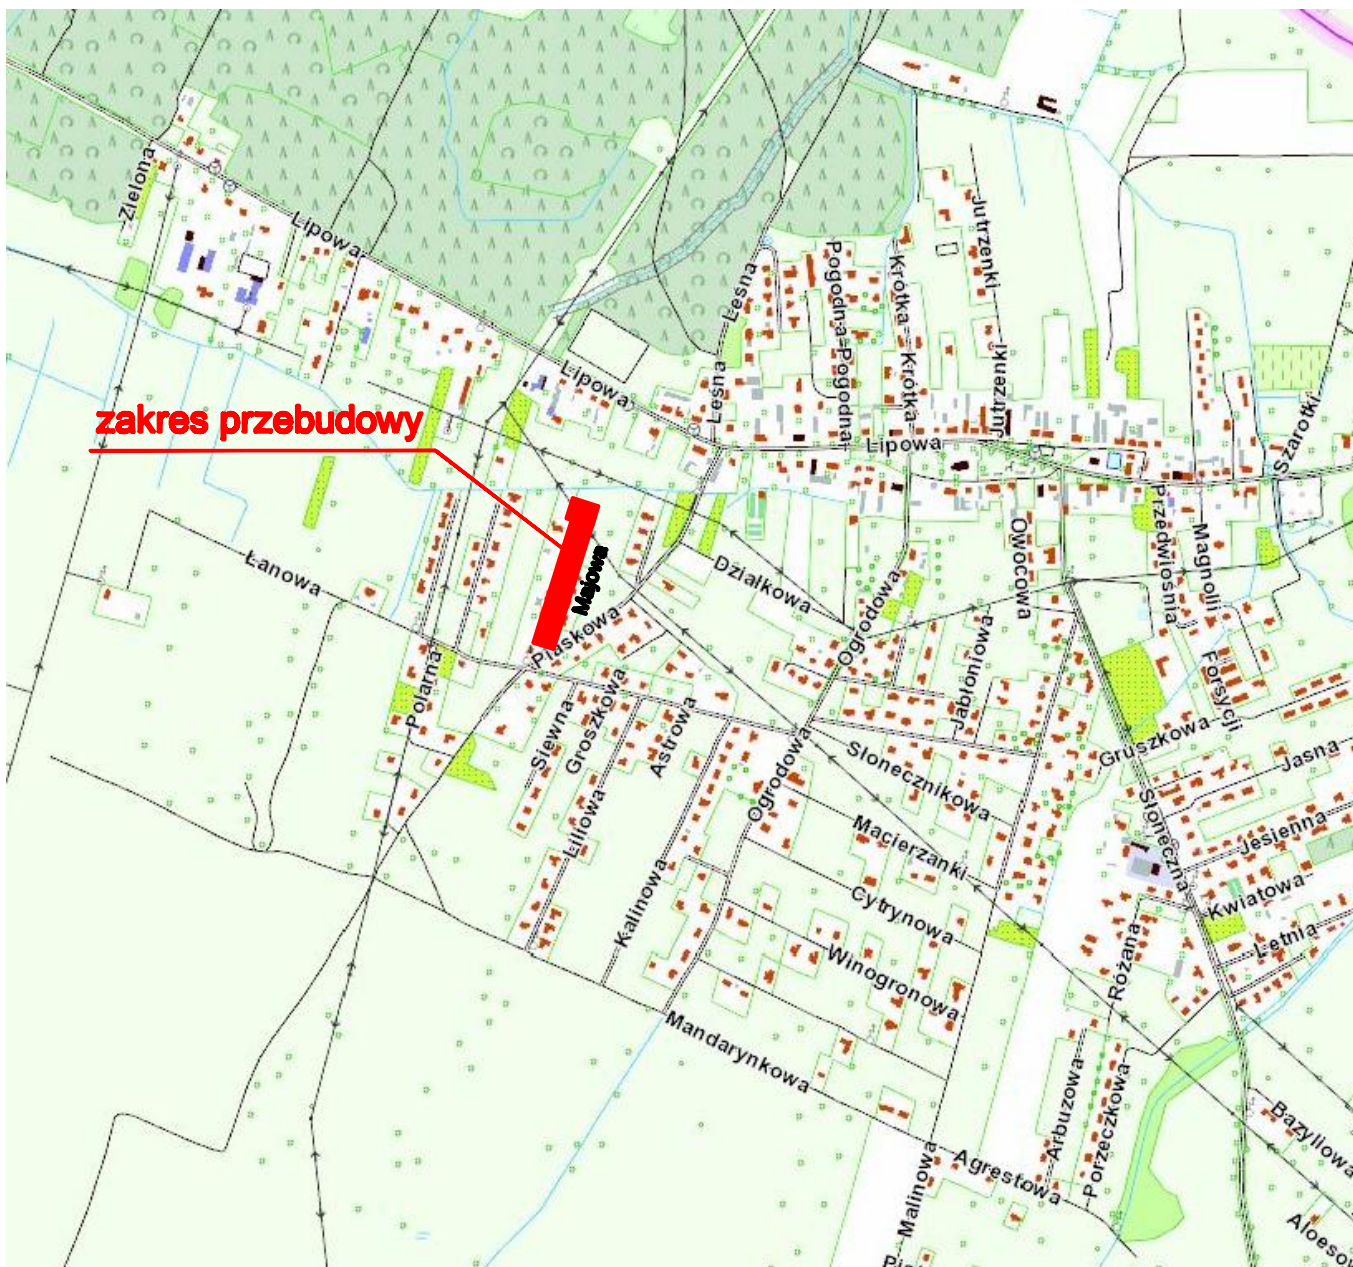 Zielona
Lipowa
Leśna
Pogodna
Krótka
Jutrzenki
Lipowa
Leśna
Pogodna
Krótka
Jutrzenki
zakres przebudowy
Lipowa
Szarotki
Łanowa
Majowa
Działkowa
Owocowa
Przedwiosna
Magnolii
Piaskowa
Ogrodowa
Jabłoniowa
Forsycji
Polarna
Siewna
Groszkowa
Astrowa
Słonecznikowa
Gruszkowa
Jasna
Liliowa
Ogrodowa
Macierzanki
Słoneczna
Jesienna
Kalinowa
Cytrynowa
Kwiatowa
Winogronowa
Różana
Letnia
Mandarynkowa
Arbuzowa
Porzeczkowa
Bazyliowa
Malinowa
Agrestowa